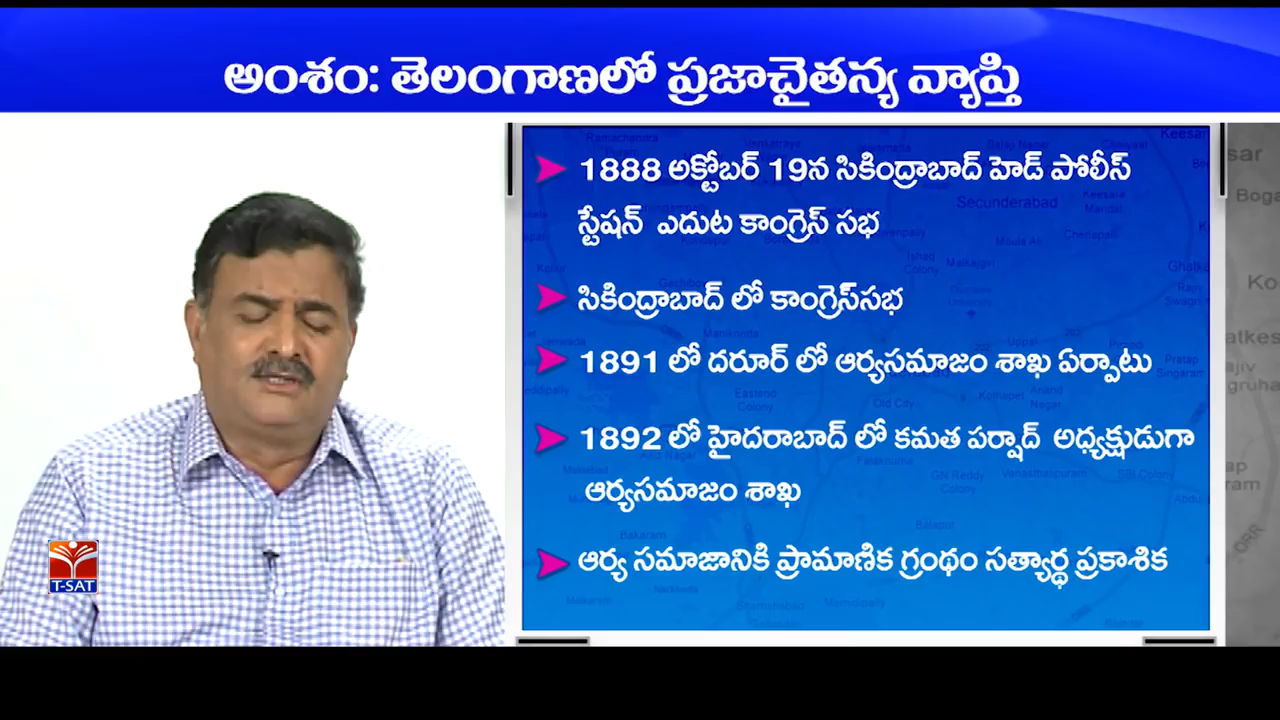 అంశం: తెలంగాణలో ప్రజాచైతన్య వ్యాప్తి
1888 అక్టోబర్ 19న సికింద్రాబాద్ హెడ్ పోలీస్
స్టేషన్ ఎదుట కాంగ్రెస్ సభ
సికింద్రాబాద్ లో కాంగ్రెస్‌సభ
1891 లో దరూర్ లో ఆర్యసమాజం శాఖ ఏర్పాటు
1892 లో హైదరాబాద్ లో కమత పర్షాద్ అధ్యక్షుడుగా
ఆర్యసమాజం శాఖ
ఆర్య సమాజానికి ప్రామాణిక గ్రంథం సత్యార్థ ప్రకాశిక
T-SAT
Secunderabad